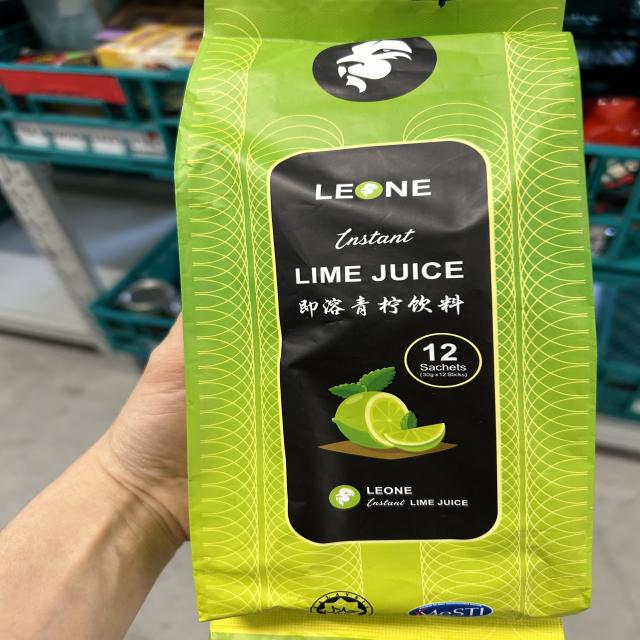 LEONE
Instant
LIME JUICE
即溶青柠饮料
12
Sachets
(30g x 12 Sticks)
LEONE
Instant LIME JUICE
MeSTI